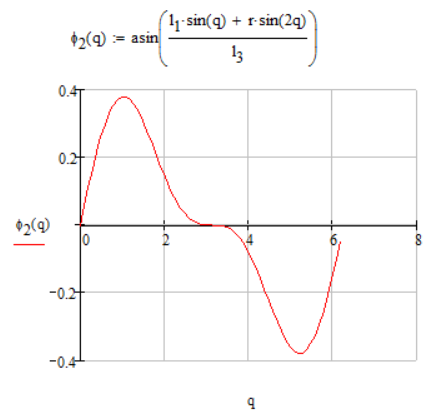 ϕ₂(q) := asin((l₁·sin(q) + r·sin(2q))/l₃)
0.4
0.2
ϕ₂(q)
0 2 4 6 8
−0.2
−0.4
q